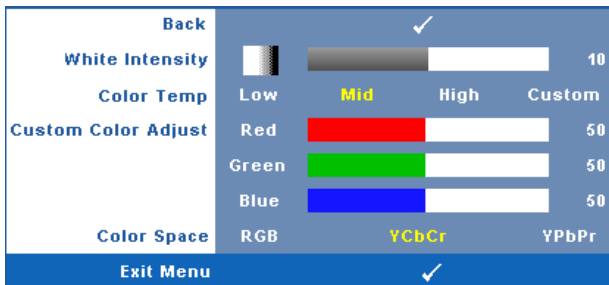 Back
White Intensity 10
Color Temp Low Mid High Custom
Custom Color Adjust Red 50
Green 50
Blue 50
Color Space RGB YCbCr YPbPr
Exit Menu